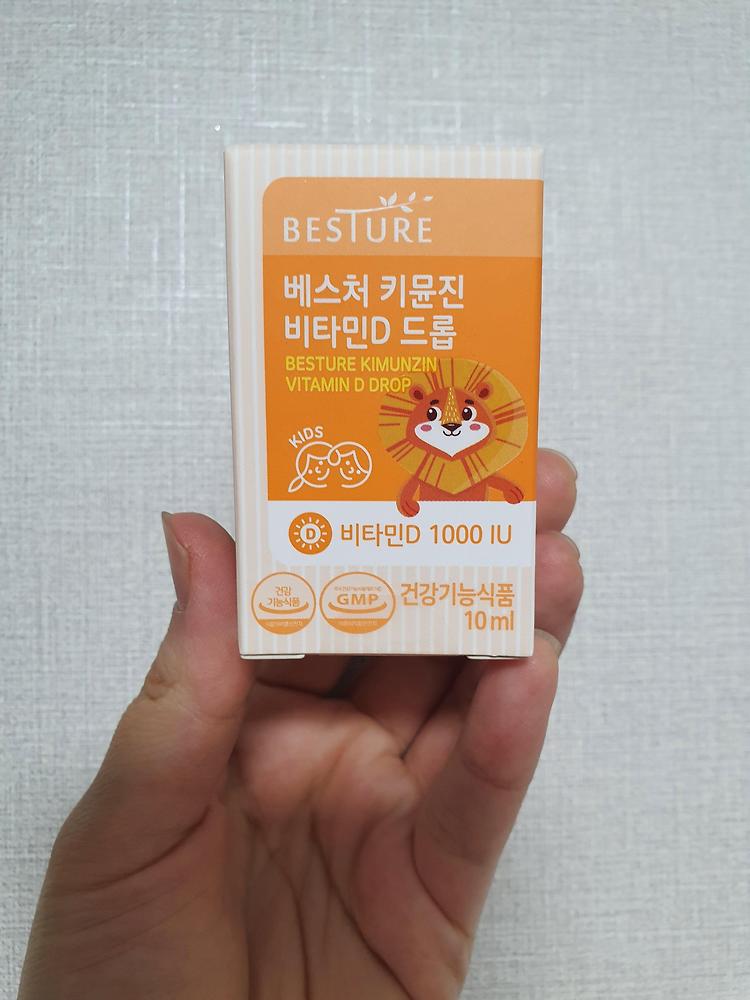 BESTURE
베스처 키뮨진
비타민D 드롭
BESTURE KIMUNZIN
VITAMIN D DROP
KIDS
D 비타민D 1000 IU
건강
기능식품
GMP
건강기능식품
10ml